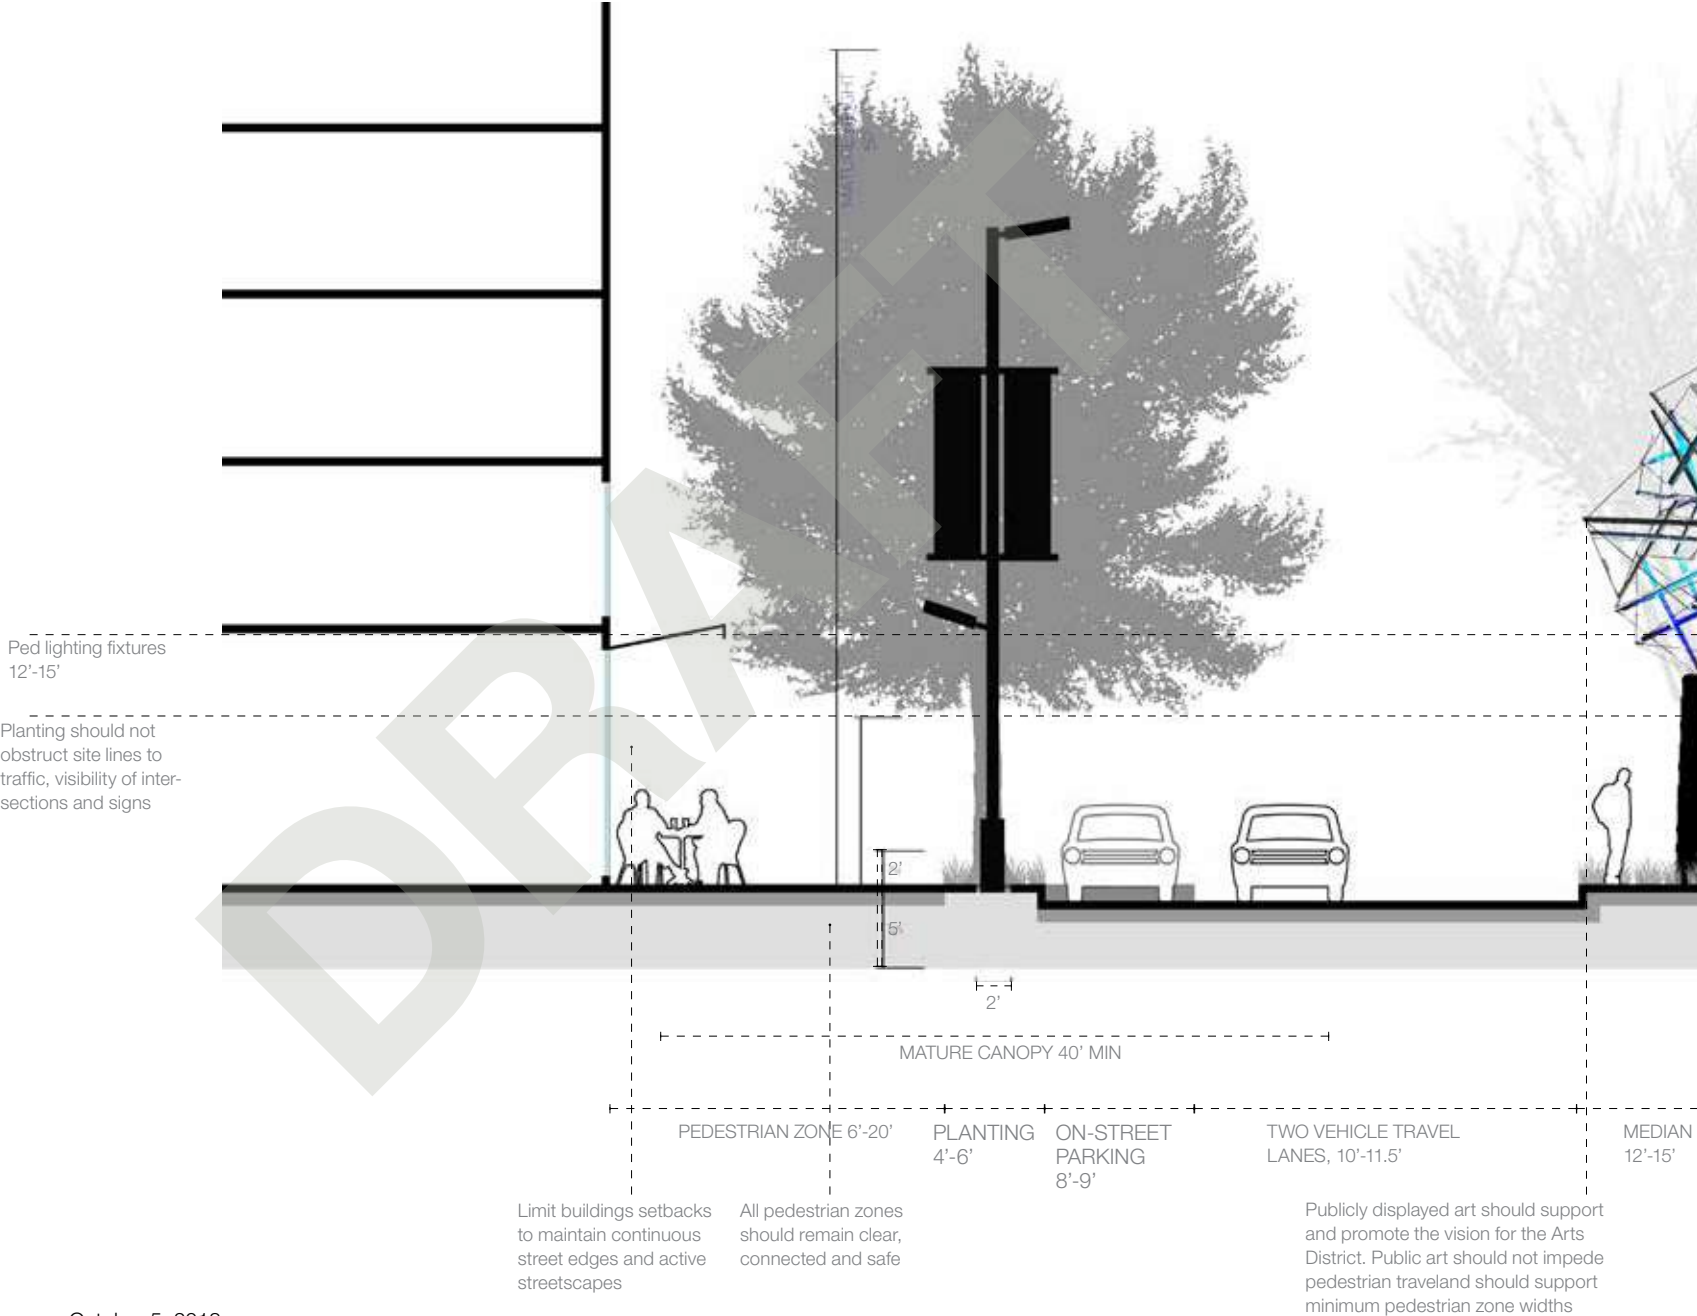 DRAFT
Ped lighting fixtures
12'-15'
Planting should not
obstruct site lines to
traffic, visibility of inter-
sections and signs
2'
5'
2'
MATURE CANOPY 40' MIN
PEDESTRIAN ZONE 6'-20'
PLANTING
4'-6'
ON-STREET
PARKING
8'-9'
TWO VEHICLE TRAVEL
LANES, 10'-11.5'
MEDIAN
12'-15'
Limit buildings setbacks
to maintain continuous
street edges and active
streetscapes
All pedestrian zones
should remain clear,
connected and safe
Publicly displayed art should support
and promote the vision for the Arts
District. Public art should not impede
pedestrian traveland should support
minimum pedestrian zone widths